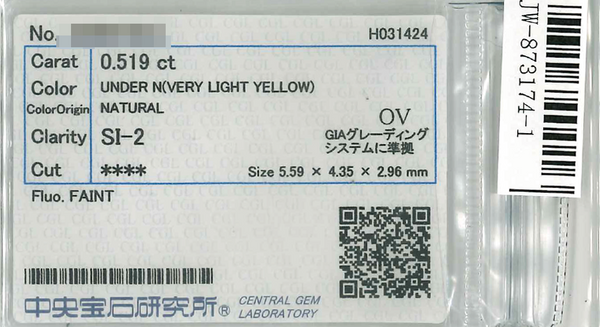 No.
H031424
Carat 0.519 ct
Color UNDER N(VERY LIGHT YELLOW)
ColorOrigin NATURAL
Clarity SI-2
OV
GIAグレーディング
システムに準拠
Cut ****
Size 5.59 × 4.35 × 2.96 mm
Fluo. FAINT
中央宝石研究所®
CENTRAL GEM
LABORATORY
JW-873174-1